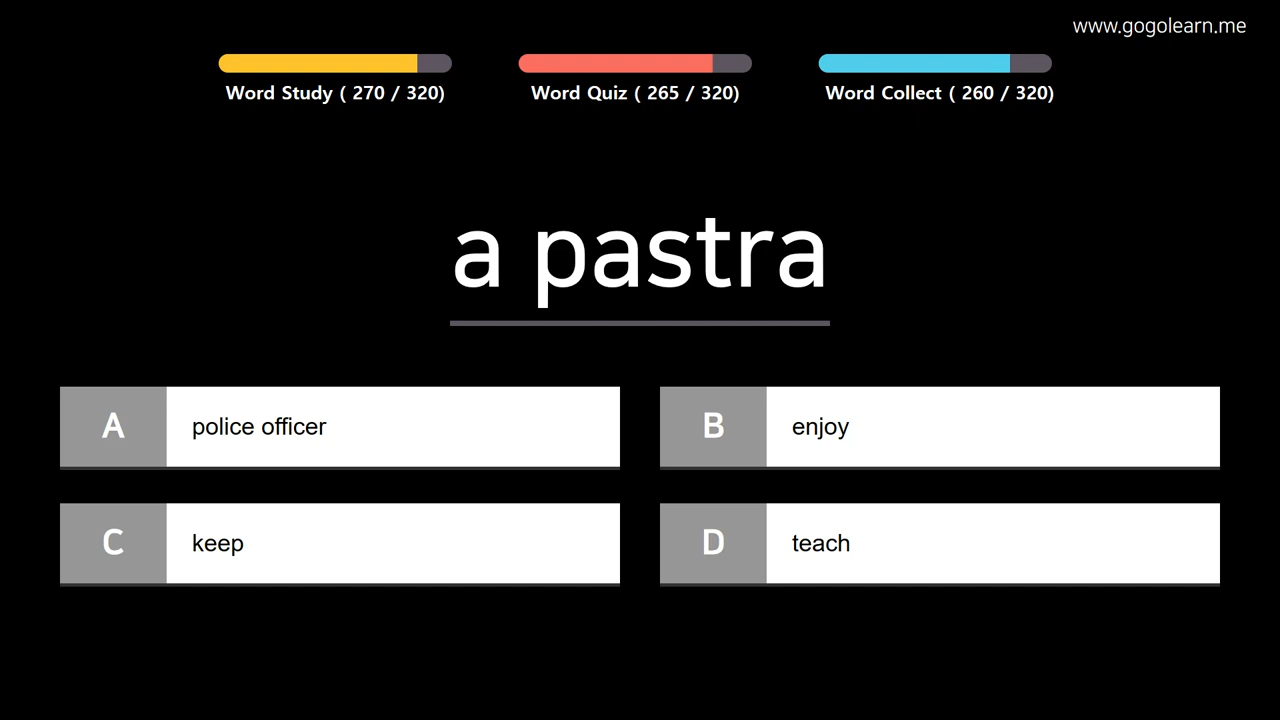 www.gogolearn.me
Word Study ( 270 / 320)
Word Quiz ( 265 / 320)
Word Collect ( 260 / 320)
a pastra
A police officer
B enjoy
C keep
D teach